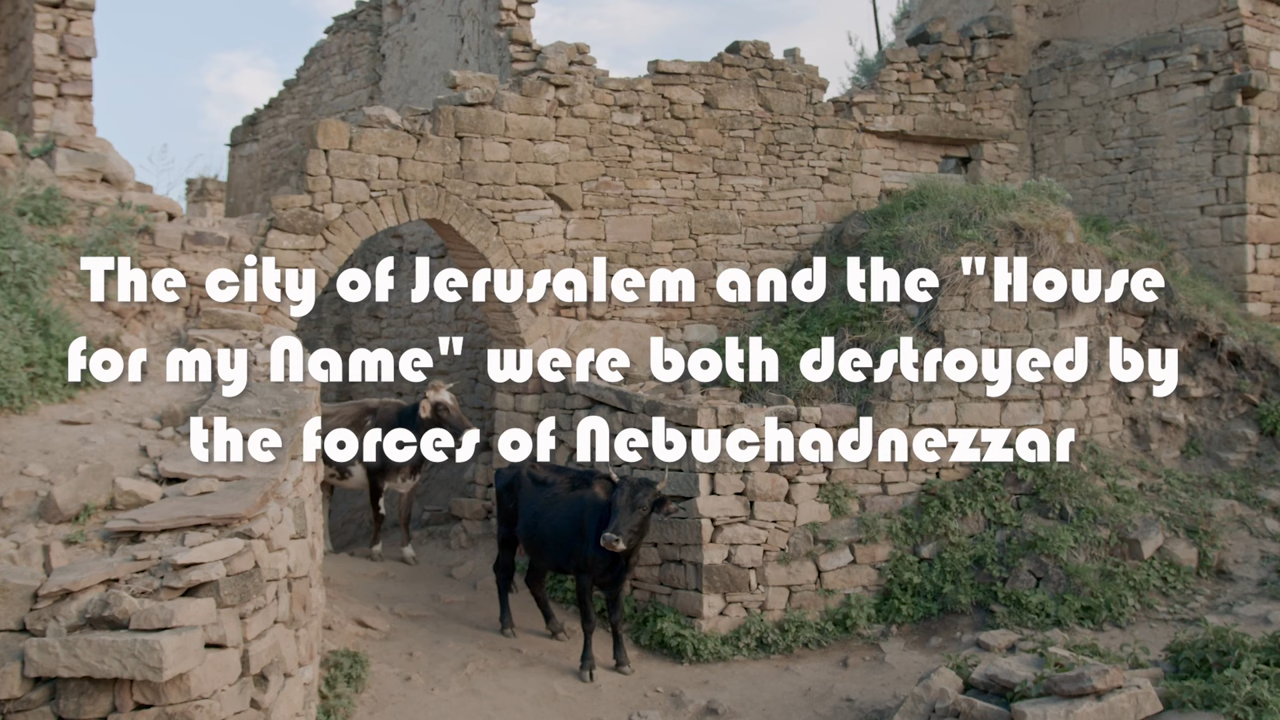 The city of Jerusalem and the "House
for my Name" were both destroyed by
the forces of Nebuchadnezzar